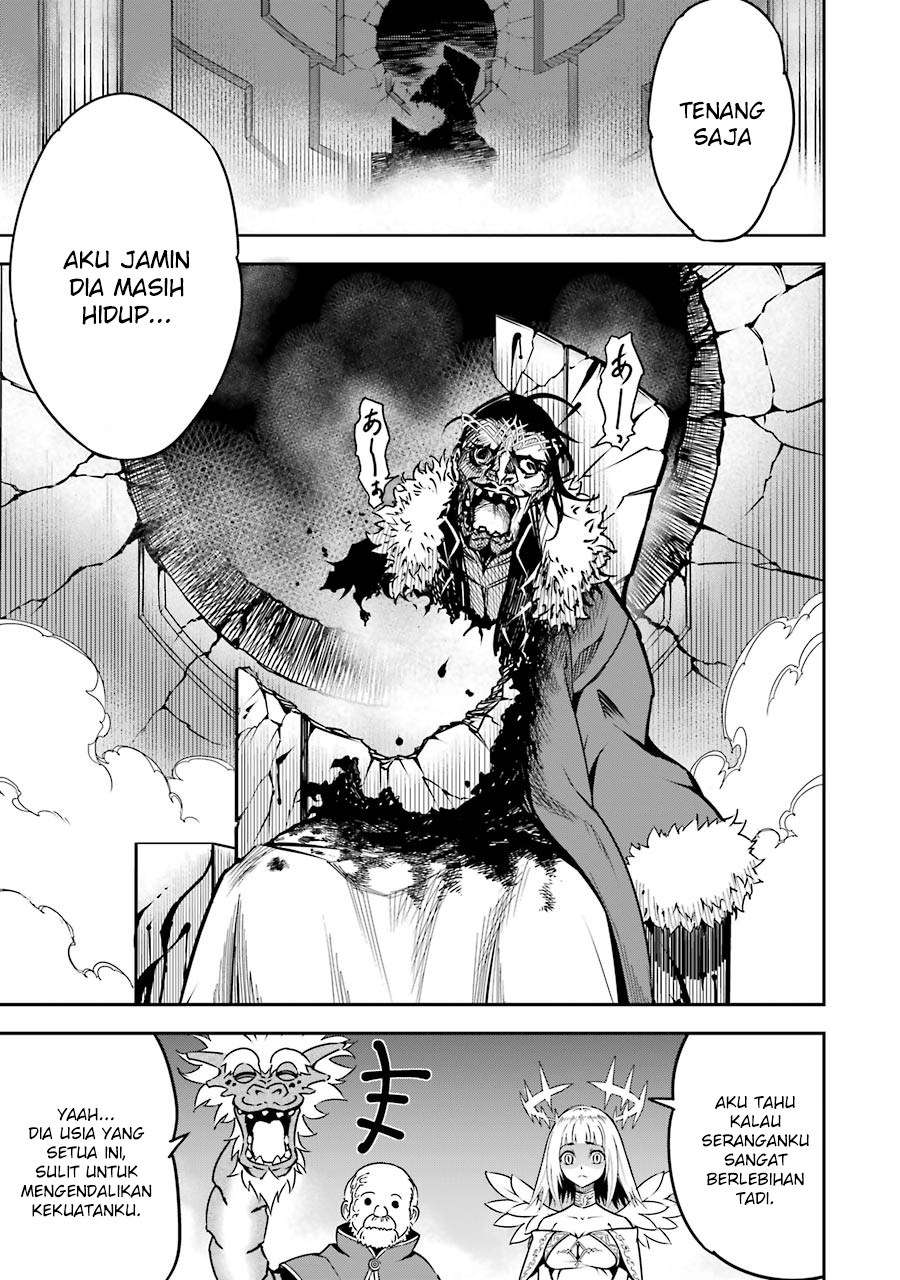 TENANG
SAJA
AKU JAMIN
DIA MASIH
HIDUP...
あー
あーあ
AKU TAHU
KALAU
SERANGANKU
SANGAT
BERLEBIHAN
TADI.
YAAH...
DIA USIA YANG
SETUA INI,
SULIT UNTUK
MENGENDALIKAN
KEKUATANKU.